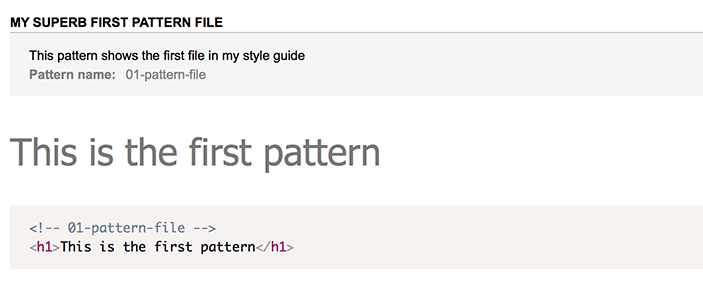 MY SUPERB FIRST PATTERN FILE
This pattern shows the first file in my style guide
Pattern name: 01-pattern-file
This is the first pattern
<!-- 01-pattern-file -->
<h1>This is the first pattern</h1>